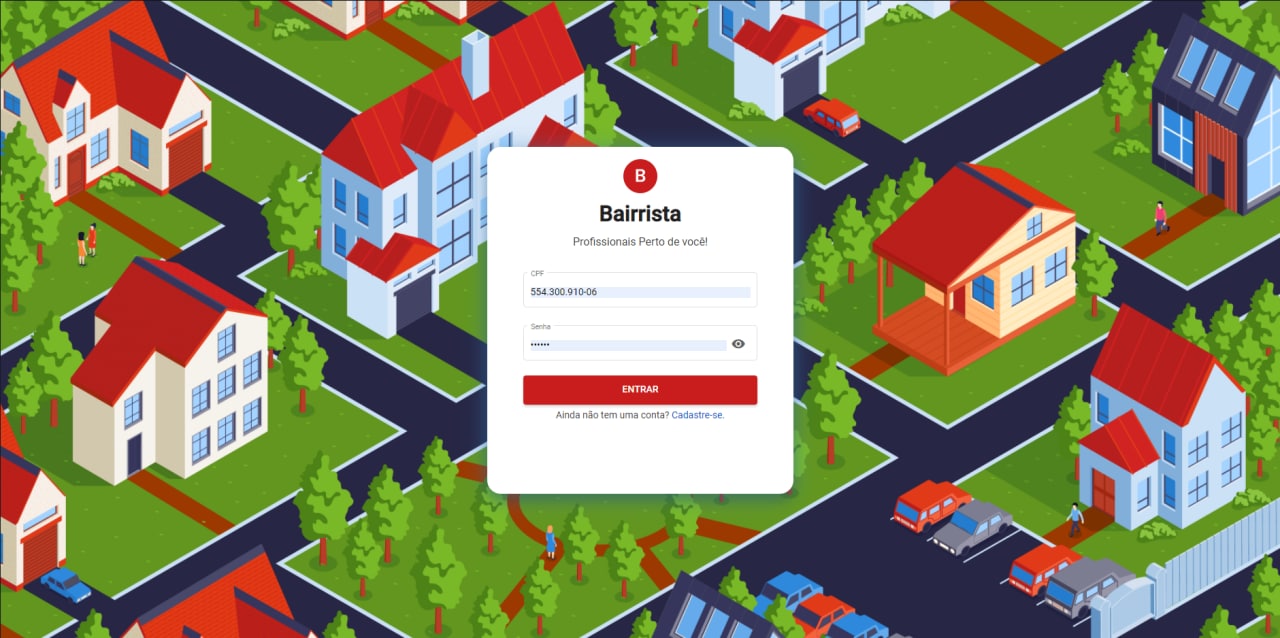 B
Bairrista
Profissionais Perto de você!
CPF
554.300.910-06
Senha
••••••
ENTRAR
Ainda não tem uma conta? Cadastre-se.